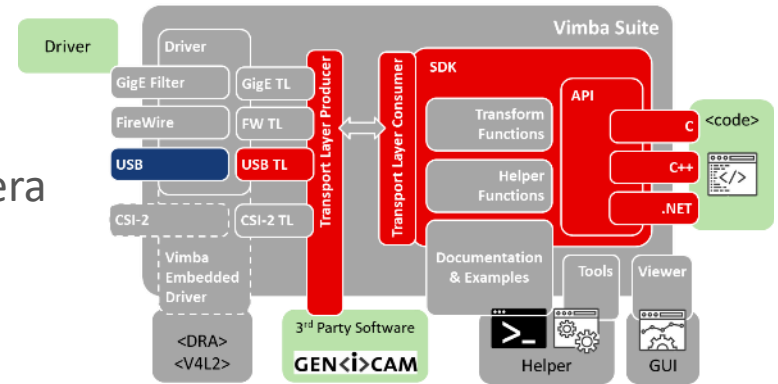 Vimba Suite
Driver
Driver
GigE Filter
GigE TL
FireWire
FW TL
USB
USB TL
CSI-2
CSI-2 TL
Vimba
Embedded
Driver
era
Transport Layer Producer
Transport Layer Consumer
SDK
Transform
Functions
Helper
Functions
Documentation
& Examples
API
C
C++
.NET
<code>
</>
Tools
Viewer
<DRA>
<V4L2>
3rd Party Software
GEN<i>CAM
>_
Helper
GUI